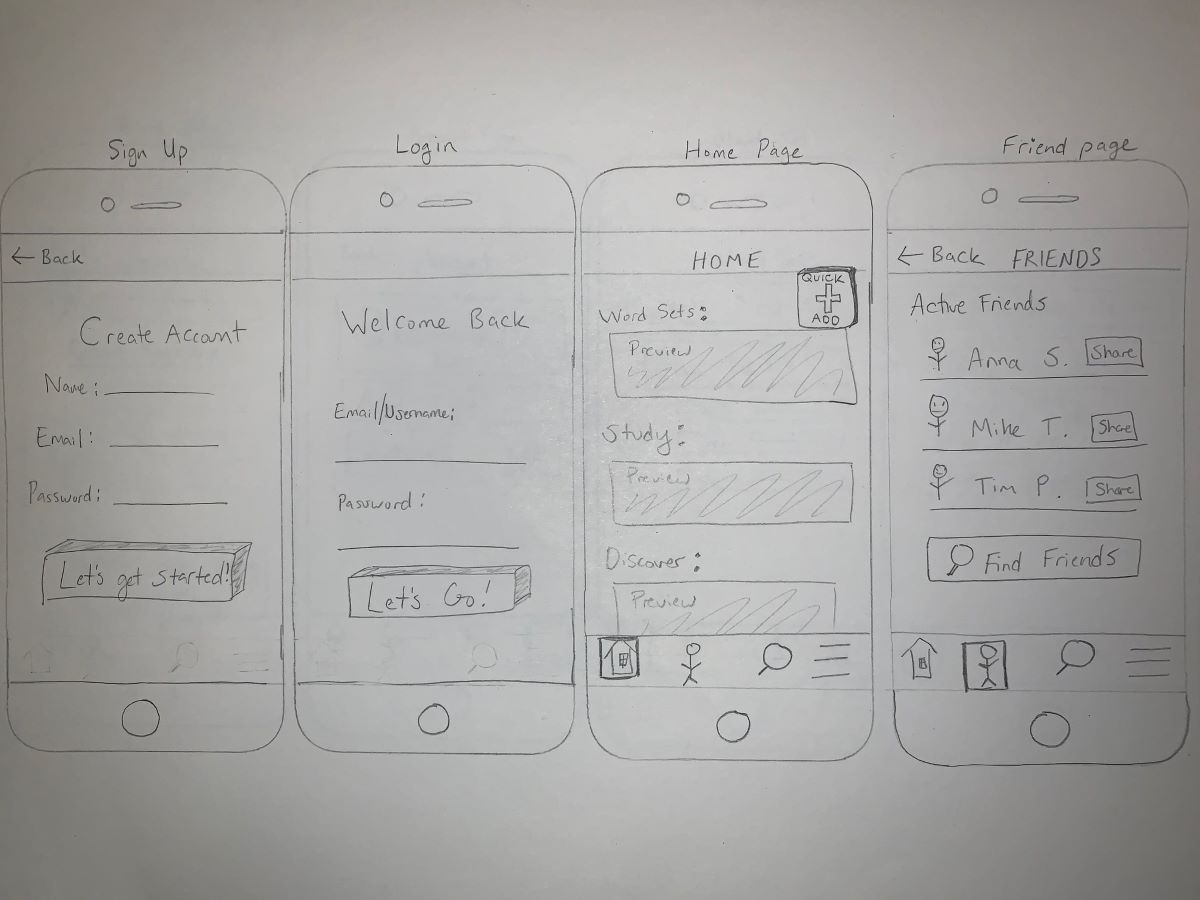 Sign Up
← Back
Create Account
Name:
Email:
Password:
Let's get started!
Login
Welcome Back
Email/Username:
Password:
Let's Go!
Home Page
HOME
QUICK
ADD
Word Sets:
Preview
Study:
Preview
Discover:
Preview
Friend page
← Back FRIENDS
Active Friends
Anna S. Share
Mike T. Share
Tim P. Share
Find Friends